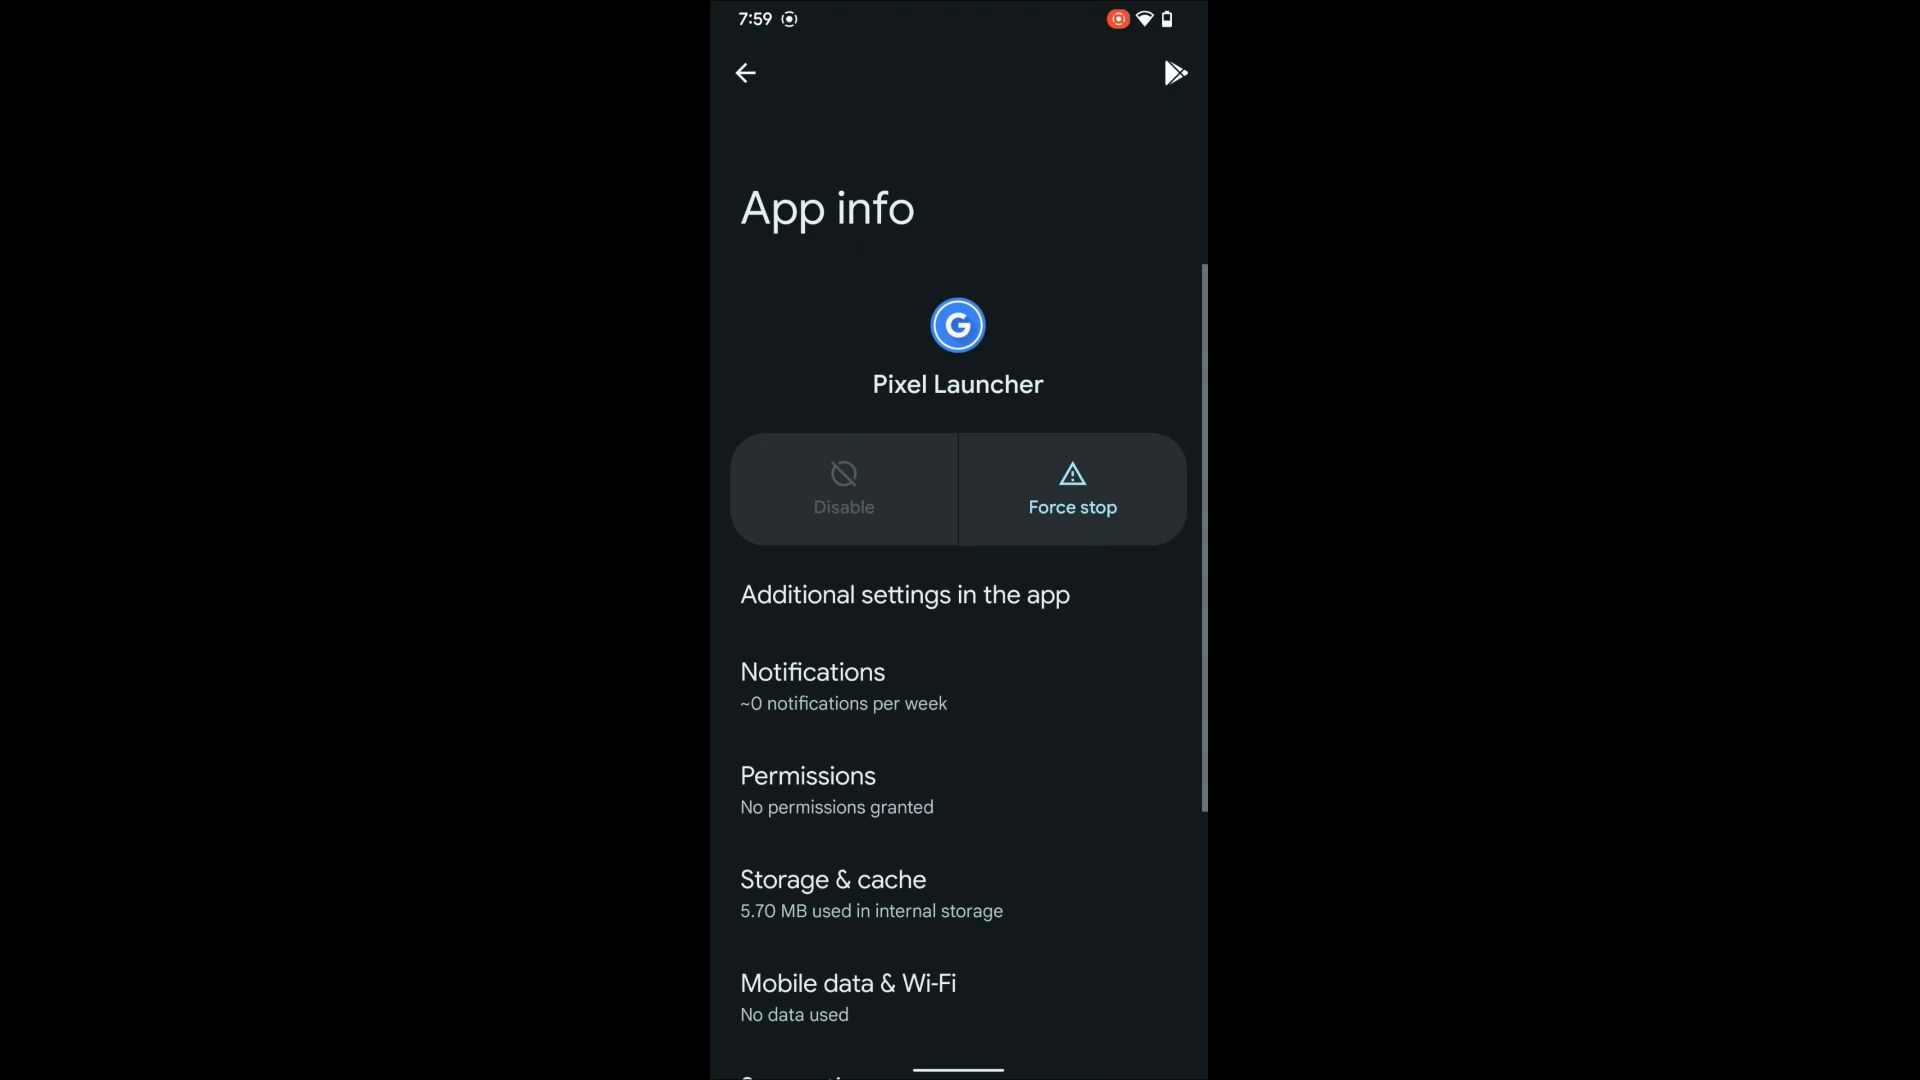 7:59
App info
G
Pixel Launcher
Disable
Force stop
Additional settings in the app
Notifications
~0 notifications per week
Permissions
No permissions granted
Storage & cache
5.70 MB used in internal storage
Mobile data & Wi-Fi
No data used